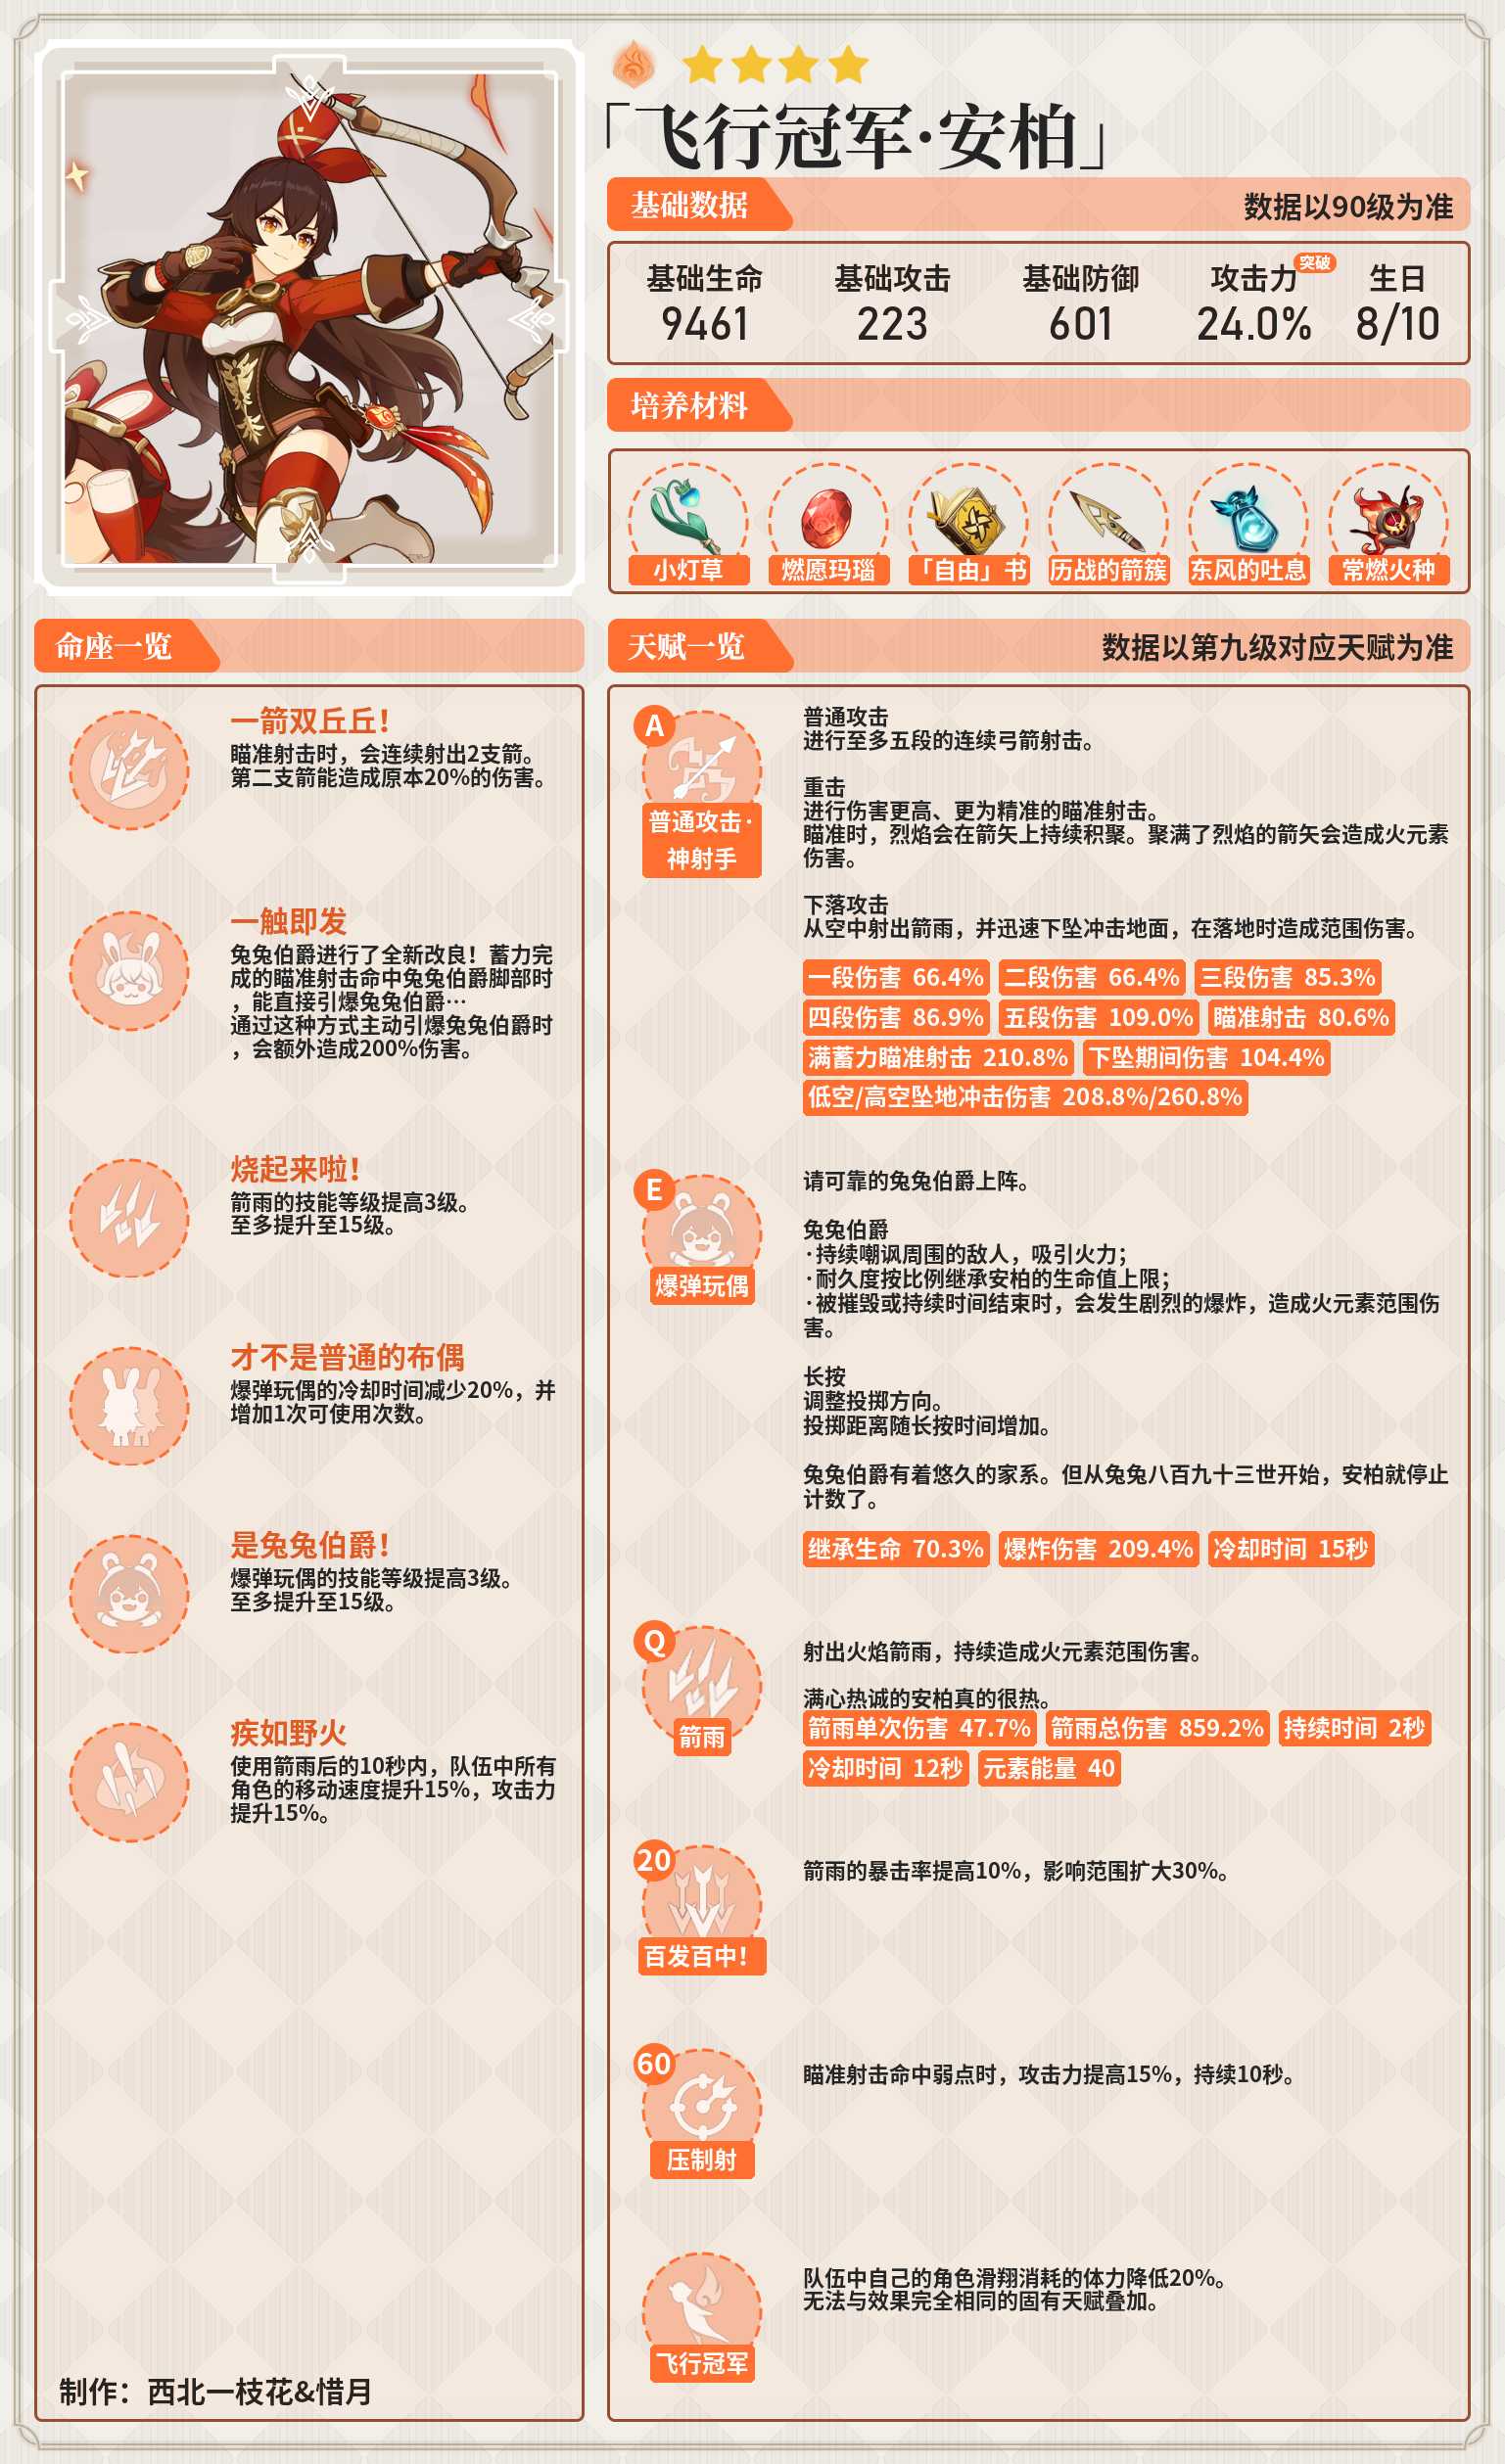 「飞行冠军·安柏」
基础数据
数据以90级为准
基础生命
9461
基础攻击
223
基础防御
601
攻击力 突破
24.0%
生日
8/10
培养材料
小灯草
燃愿玛瑙
「自由」书
历战的箭簇
东风的吐息
常燃火种
命座一览
一箭双丘丘！
瞄准射击时，会连续射出2支箭。
第二支箭能造成原本20%的伤害。
一触即发
兔兔伯爵进行了全新改良！蓄力完
成的瞄准射击命中兔兔伯爵脚部时
，能直接引爆兔兔伯爵…
通过这种方式主动引爆兔兔伯爵时
，会额外造成200%伤害。
烧起来啦！
箭雨的技能等级提高3级。
至多提升至15级。
才不是普通的布偶
爆弹玩偶的冷却时间减少20%，并
增加1次可使用次数。
是兔兔伯爵！
爆弹玩偶的技能等级提高3级。
至多提升至15级。
疾如野火
使用箭雨后的10秒内，队伍中所有
角色的移动速度提升15%，攻击力
提升15%。
制作：西北一枝花&惜月
天赋一览
数据以第九级对应天赋为准
A
普通攻击·
神射手
普通攻击
进行至多五段的连续弓箭射击。
重击
进行伤害更高、更为精准的瞄准射击。
瞄准时，烈焰会在箭矢上持续积聚。聚满了烈焰的箭矢会造成火元素
伤害。
下落攻击
从空中射出箭雨，并迅速下坠冲击地面，在落地时造成范围伤害。
一段伤害 66.4% 二段伤害 66.4% 三段伤害 85.3%
四段伤害 86.9% 五段伤害 109.0% 瞄准射击 80.6%
满蓄力瞄准射击 210.8% 下坠期间伤害 104.4%
低空/高空坠地冲击伤害 208.8%/260.8%
E
爆弹玩偶
请可靠的兔兔伯爵上阵。
兔兔伯爵
·持续嘲讽周围的敌人，吸引火力；
·耐久度按比例继承安柏的生命值上限；
·被摧毁或持续时间结束时，会发生剧烈的爆炸，造成火元素范围伤
害。
长按
调整投掷方向。
投掷距离随长按时间增加。
兔兔伯爵有着悠久的家系。但从兔兔八百九十三世开始，安柏就停止
计数了。
继承生命 70.3% 爆炸伤害 209.4% 冷却时间 15秒
Q
箭雨
射出火焰箭雨，持续造成火元素范围伤害。
满心热诚的安柏真的很热。
箭雨单次伤害 47.7% 箭雨总伤害 859.2% 持续时间 2秒
冷却时间 12秒 元素能量 40
20
百发百中！
箭雨的暴击率提高10%，影响范围扩大30%。
60
压制射
瞄准射击命中弱点时，攻击力提高15%，持续10秒。
飞行冠军
队伍中自己的角色滑翔消耗的体力降低20%。
无法与效果完全相同的固有天赋叠加。